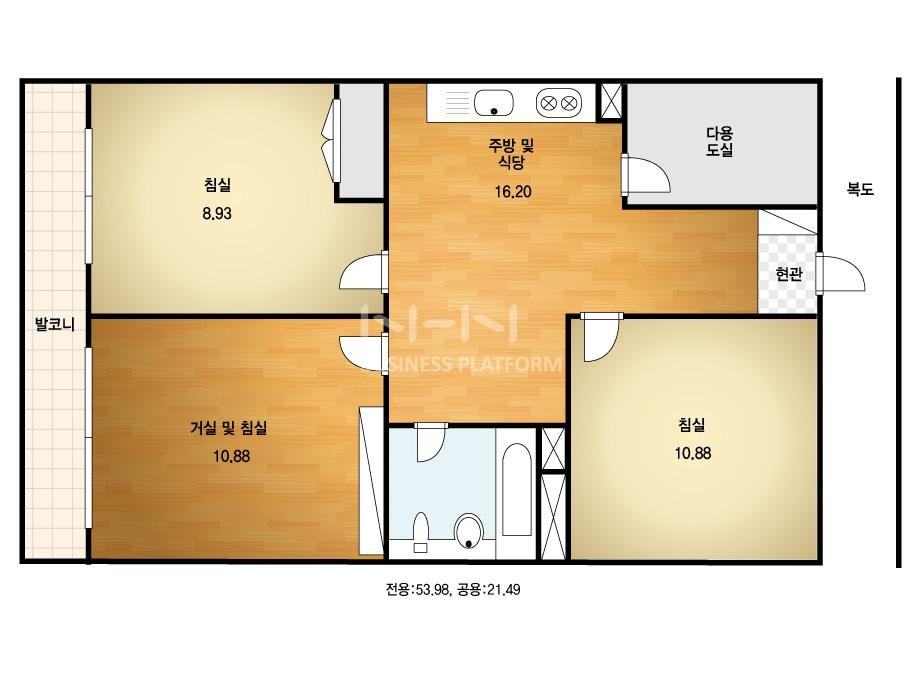 다용
도실
주방 및
식당
16.20
복도
침실
8.93
현관
발코니
N-N
BUSINESS PLATFORM
거실 및 침실
10.88
침실
10.88
전용:53.98, 공용:21.49